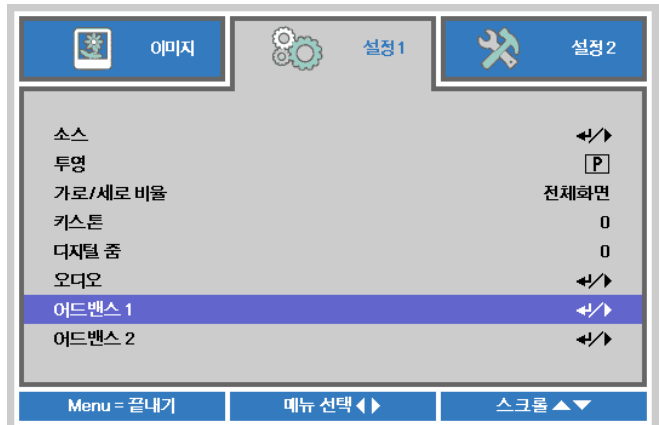 이미지 설정1 설정2
소스 ↵/▶
투영 P
가로/세로 비율 전체화면
키스톤 0
디지털 줌 0
오디오 ↵/▶
어드밴스 1 ↵/▶
어드밴스 2 ↵/▶
Menu = 끝내기 메뉴 선택 ◀ ▶ 스크롤 ▲▼